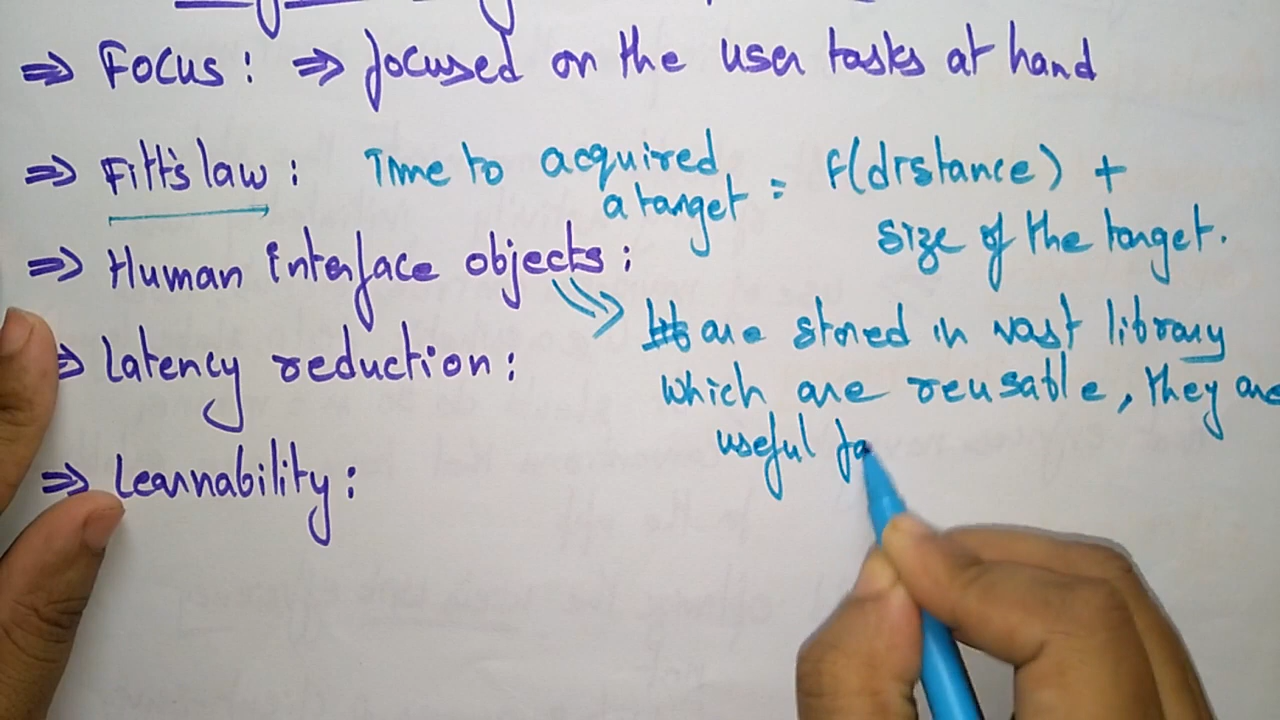 ⇒ Focus : ⇒ focused on the user tasks at hand
⇒ Fitt's law : Time to acquired a target = f(distance) + size of the target.
⇒ Human interface objects :
are stored in vast library
⇒ Latency reduction :
which are reusable, they are
useful fo
⇒ Learnability :